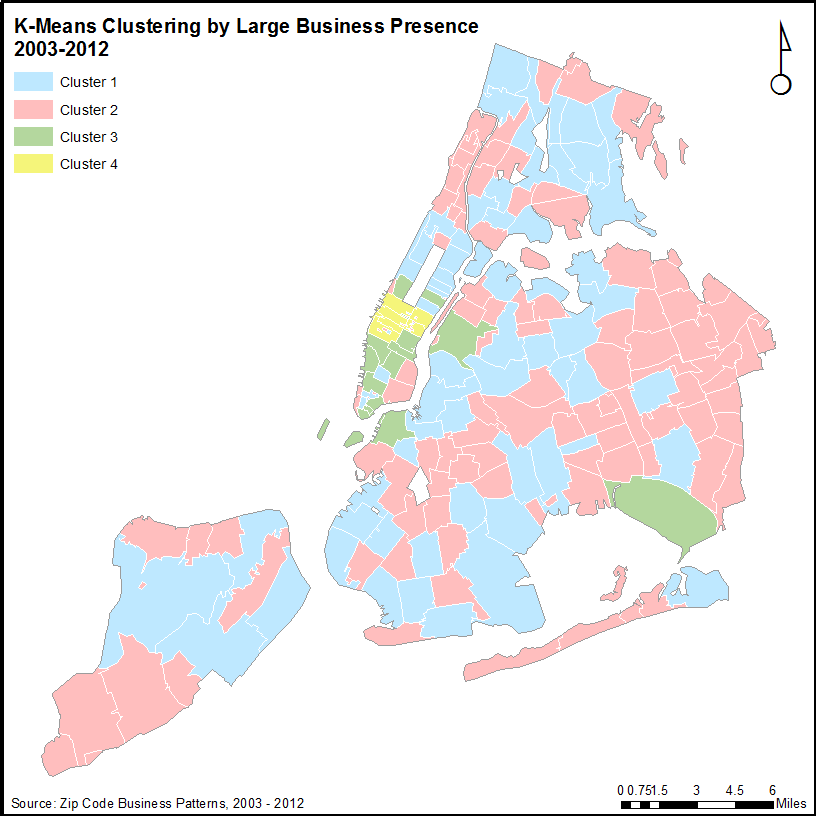 K-Means Clustering by Large Business Presence
2003-2012
Cluster 1
Cluster 2
Cluster 3
Cluster 4
0 0.75 1.5 3 4.5 6
Miles
Source: Zip Code Business Patterns, 2003 - 2012